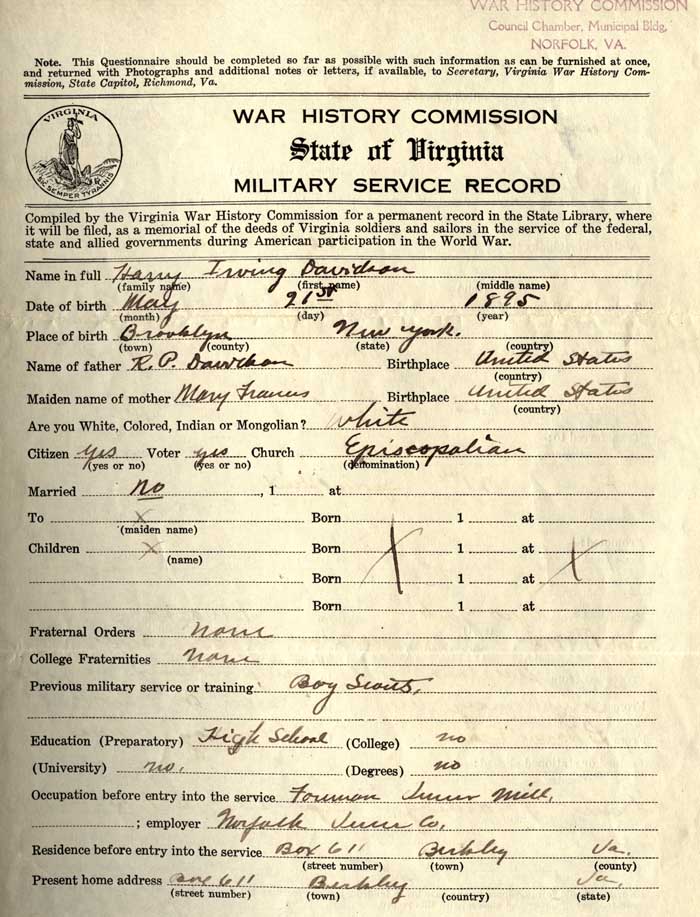 WAR HISTORY COMMISSION
Council Chamber, Municipal Bldg,
NORFOLK, VA.
Note. This Questionnaire should be completed so far as possible with such information as can be furnished at once,
and returned with Photographs and additional notes or letters, if available, to Secretary, Virginia War History Com-
mission, State Capitol, Richmond, Va.
VIRGINIA
SIC SEMPER TYRANNIS
WAR HISTORY COMMISSION
State of Virginia
MILITARY SERVICE RECORD
Compiled by the Virginia War History Commission for a permanent record in the State Library, where
it will be filed, as a memorial of the deeds of Virginia soldiers and sailors in the service of the federal,
state and allied governments during American participation in the World War.
Name in full Harry Irving Davidson
(family name) (first name) (middle name)
Date of birth May 21st 1895
(month) (day) (year)
Place of birth Brooklyn New York.
(town) (county) (state) (country)
Name of father R. P. Davidson Birthplace United States
(country)
Maiden name of mother Mary Francis Birthplace United States
(country)
Are you White, Colored, Indian or Mongolian? White
Citizen yes Voter yes Church Episcopalian
(yes or no) (yes or no) (denomination)
Married no , 1 at
To x Born 1 at
(maiden name)
Children x Born x 1 at x
(name)
Born 1 at
Born 1 at
Fraternal Orders none
College Fraternities none
Previous military service or training Boy Scouts.
Education (Preparatory) High School (College) no
(University) no. (Degrees) no
Occupation before entry into the service Foreman Mill,
; employer Norfolk Co.
Residence before entry into the service Box 611 Berkley Va.
(street number) (town) (county)
Present home address Box 611 Berkley Va.
(street number) (town) (country) (state)